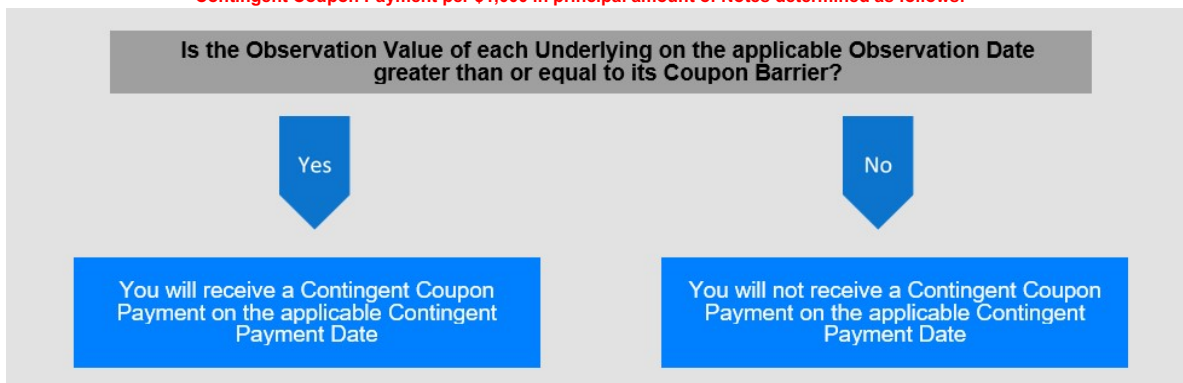 Contingent Coupon Payment per $1,000 in principal amount of Notes determined as follows:
Is the Observation Value of each Underlying on the applicable Observation Date
greater than or equal to its Coupon Barrier?
Yes
No
You will receive a Contingent Coupon
Payment on the applicable Contingent
Payment Date
You will not receive a Contingent Coupon
Payment on the applicable Contingent
Payment Date